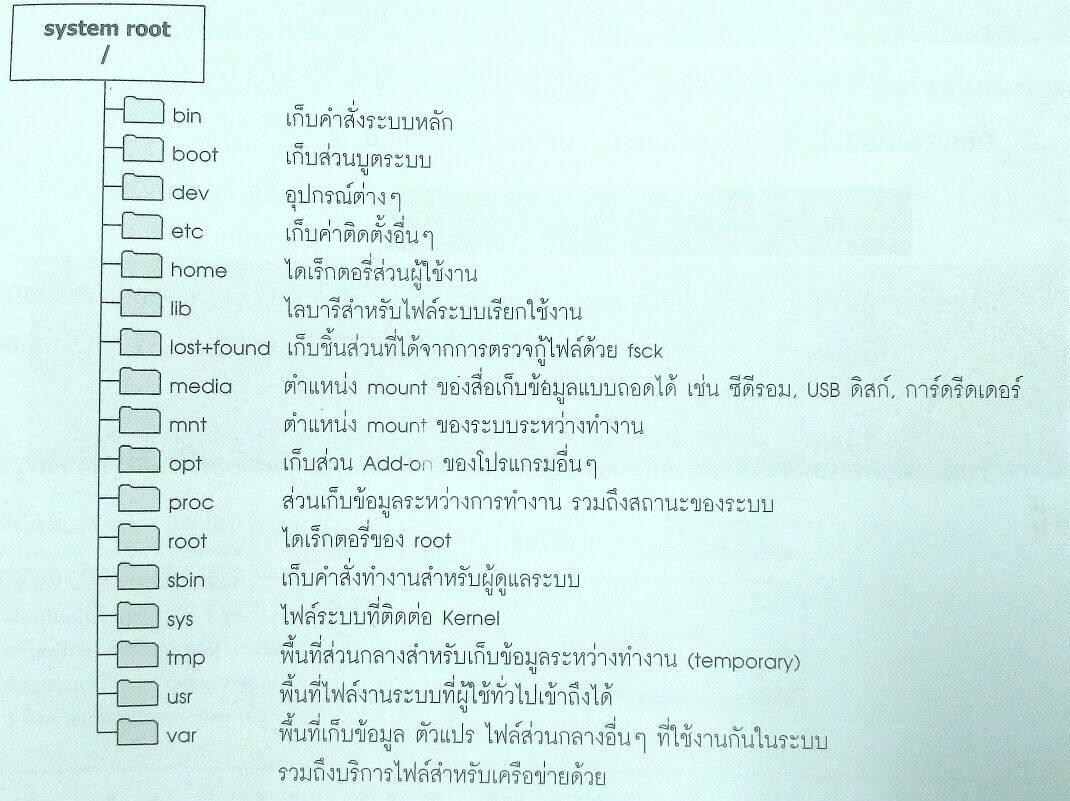 system root
/
bin เก็บคำสั่งระบบหลัก
boot เก็บส่วนบูตระบบ
dev อุปกรณ์ต่างๆ
etc เก็บค่าติดตั้งอื่นๆ
home ไดเร็กตอรี่ส่วนผู้ใช้งาน
lib ไลบารีสำหรับไฟล์ระบบเรียกใช้งาน
lost+found เก็บชิ้นส่วนที่ได้จากการตรวจกู้ไฟล์ด้วย fsck
media ตำแหน่ง mount ของสื่อเก็บข้อมูลแบบถอดได้ เช่น ซีดีรอม, USB ดิสก์, การ์ดรีดเดอร์
mnt ตำแหน่ง mount ของระบบระหว่างทำงาน
opt เก็บส่วน Add-on ของโปรแกรมอื่นๆ
proc ส่วนเก็บข้อมูลระหว่างการทำงาน รวมถึงสถานะของระบบ
root ไดเร็กตอรี่ของ root
sbin เก็บคำสั่งทำงานสำหรับผู้ดูแลระบบ
sys ไฟล์ระบบที่ติดต่อ Kernel
tmp พื้นที่ส่วนกลางสำหรับเก็บข้อมูลระหว่างทำงาน (temporary)
usr พื้นที่ไฟล์งานระบบที่ผู้ใช้ทั่วไปเข้าถึงได้
var พื้นที่เก็บข้อมูล ตัวแปร ไฟล์ส่วนกลางอื่นๆ ที่ใช้งานกันในระบบ
รวมถึงบริการไฟล์สำหรับเครือข่ายด้วย